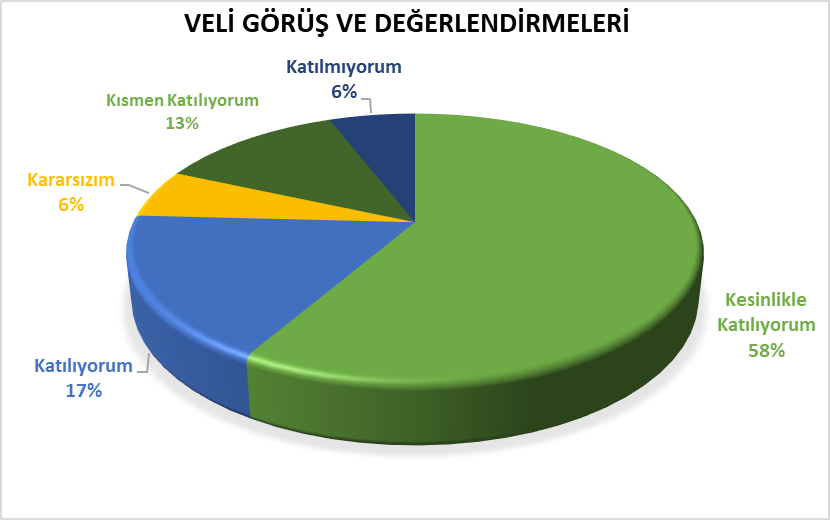 VELİ GÖRÜŞ VE DEĞERLENDİRMELERİ
Katılmıyorum
6%
Kısmen Katılıyorum
13%
Kararsızım
6%
Kesinlikle
Katılıyorum
58%
Katılıyorum
17%